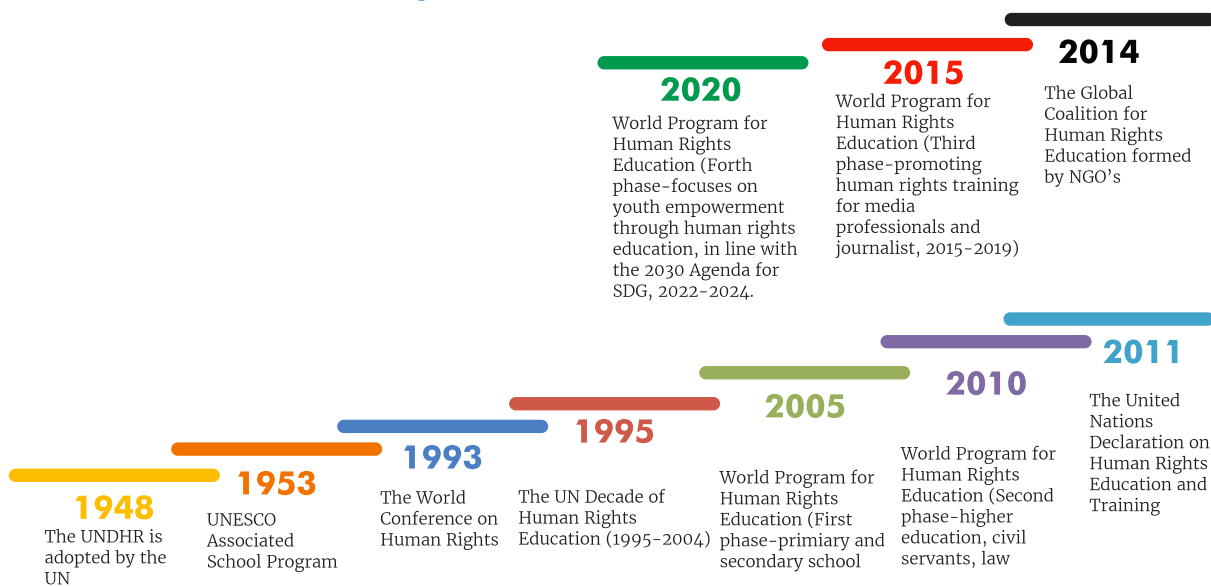 2020
World Program for
Human Rights
Education (Forth
phase-focuses on
youth empowerment
through human rights
education, in line with
the 2030 Agenda for
SDG, 2022-2024.
2015
World Program for
Human Rights
Education (Third
phase-promoting
human rights training
for media
professionals and
journalist, 2015-2019)
2014
The Global
Coalition for
Human Rights
Education formed
by NGO’s
1948
The UNDHR is
adopted by the
UN
1953
UNESCO
Associated
School Program
1993
The World
Conference on
Human Rights
1995
The UN Decade of
Human Rights
Education (1995-2004)
2005
World Program for
Human Rights
Education (First
phase-primiary and
secondary school
2010
World Program for
Human Rights
Education (Second
phase-higher
education, civil
servants, law
2011
The United
Nations
Declaration on
Human Rights
Education and
Training